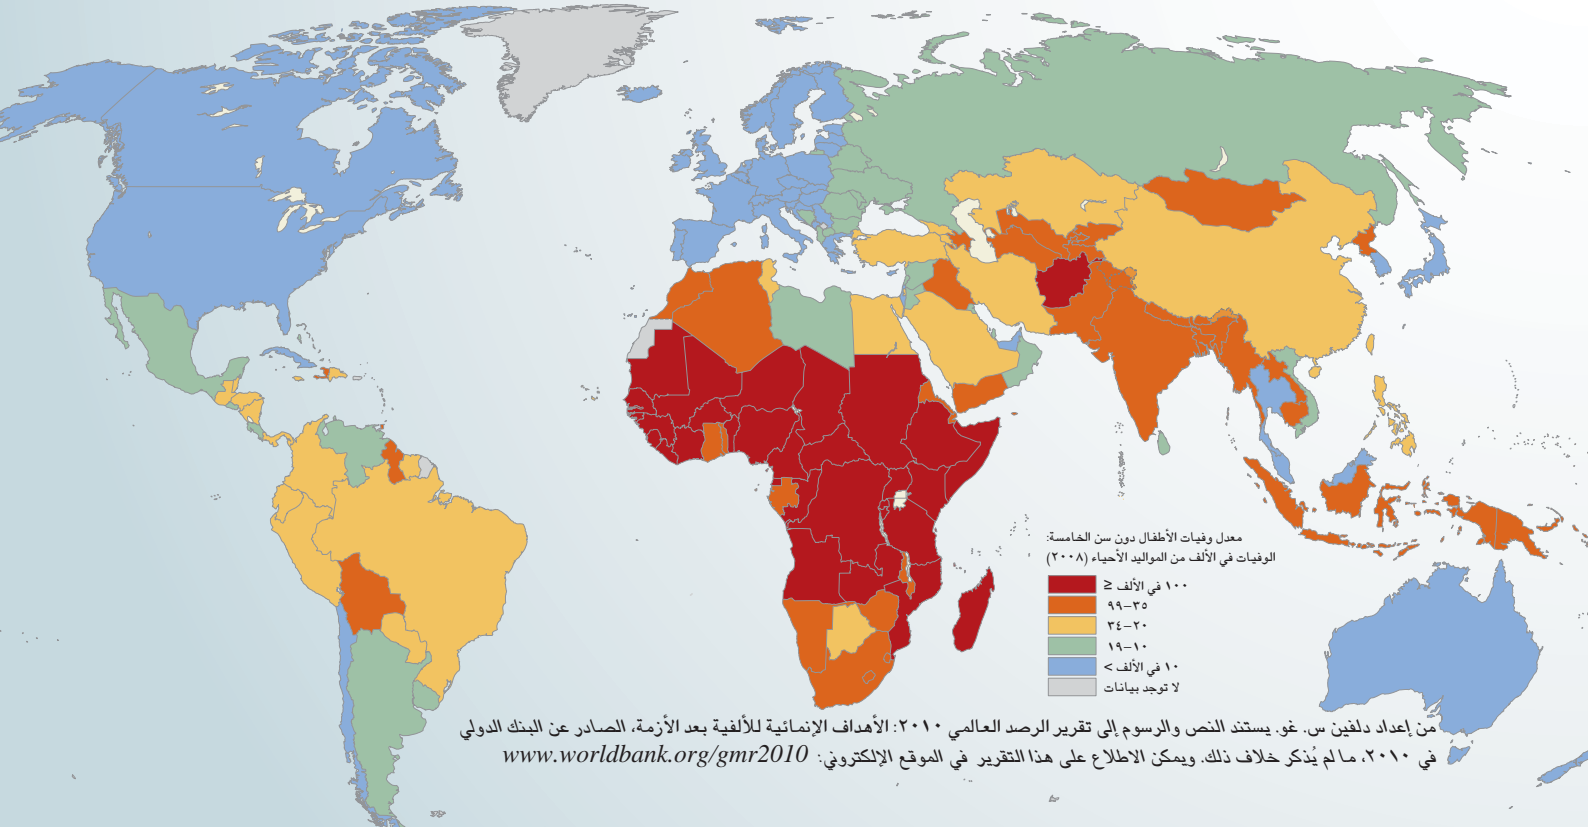 معدل وفيات الأطفال دون سن الخامسة:
الوفيات في الألف من المواليد الأحياء (٢٠٠٨)
١٠٠ في الألف ≤
٣٥–٩٩
٢٠–٣٤
١٠–١٩
١٠ في الألف >
لا توجد بيانات
من إعداد دلفين س. غو. يستند النص والرسوم إلى تقرير الرصد العالمي ٢٠١٠: الأهداف الإنمائية للألفية بعد الأزمة، الصادر عن البنك الدولي
في ٢٠١٠، ما لم يُذكر خلاف ذلك. ويمكن الاطلاع على هذا التقرير في الموقع الإلكتروني: www.worldbank.org/gmr2010